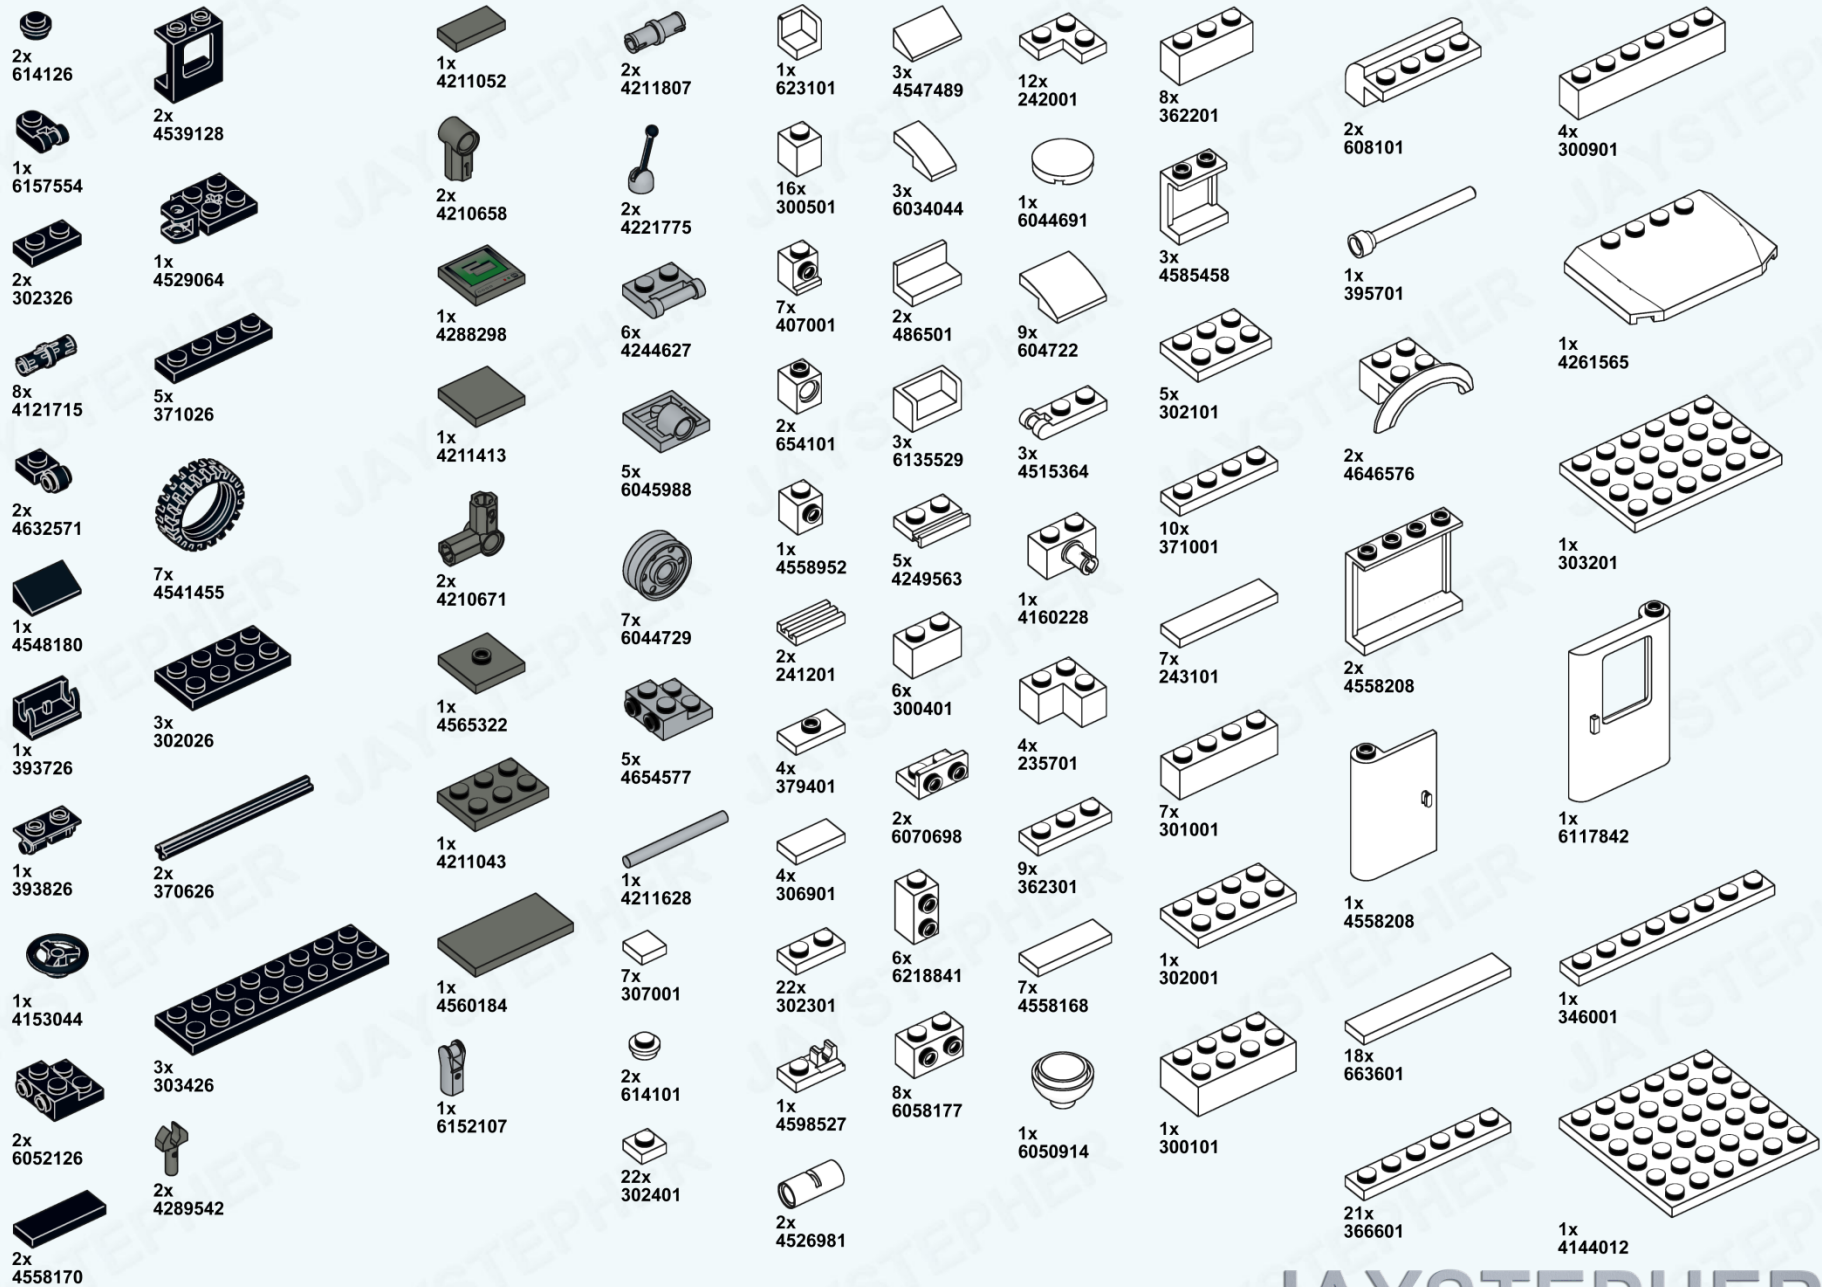 2x
614126
1x
6157554
2x
302326
8x
4121715
2x
4632571
1x
4548180
1x
393726
1x
393826
1x
4153044
2x
6052126
2x
4558170
2x
4539128
1x
4529064
5x
371026
7x
4541455
3x
302026
2x
370626
3x
303426
2x
4289542
1x
4211052
2x
4210658
1x
4288298
1x
4211413
2x
4210671
1x
4565322
1x
4211043
1x
4560184
1x
6152107
2x
4211807
2x
4221775
6x
4244627
5x
6045988
7x
6044729
5x
4654577
1x
4211628
7x
307001
2x
614101
22x
302401
1x
623101
16x
300501
7x
407001
2x
654101
1x
4558952
2x
241201
4x
379401
4x
306901
22x
302301
1x
4598527
2x
4526981
3x
4547489
3x
6034044
2x
486501
3x
6135529
5x
4249563
6x
300401
2x
6070698
6x
6218841
8x
6058177
12x
242001
1x
6044691
9x
604722
3x
4515364
1x
4160228
4x
235701
9x
362301
7x
4558168
1x
6050914
8x
362201
3x
4585458
5x
302101
10x
371001
7x
243101
7x
301001
1x
302001
1x
300101
2x
608101
1x
395701
2x
4646576
2x
4558208
1x
4558208
18x
663601
21x
366601
4x
300901
1x
4261565
1x
303201
1x
6117842
1x
346001
1x
4144012
JAYSTEPHER